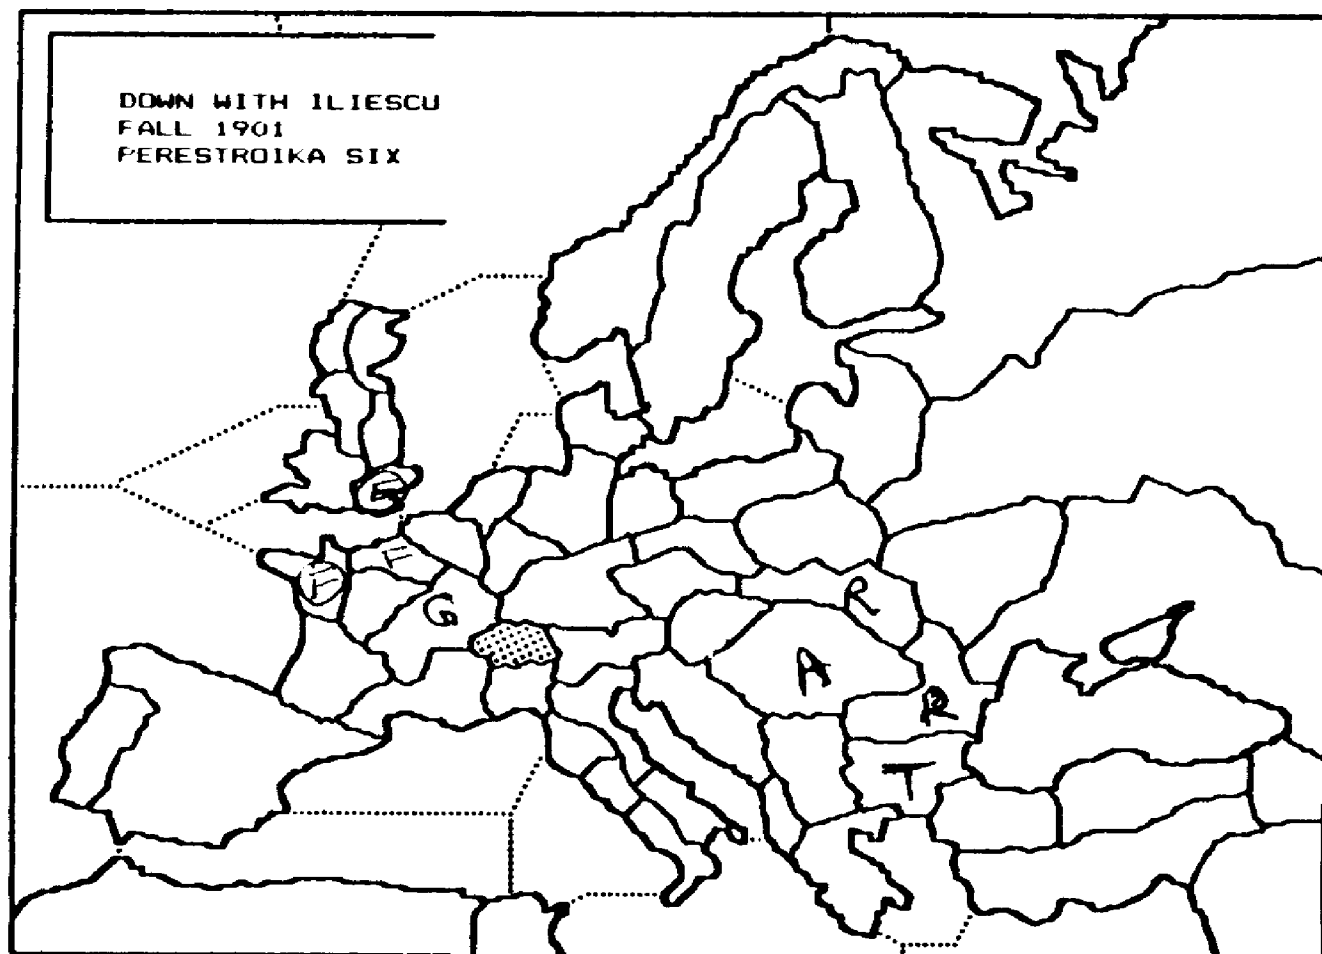 DOWN WITH ILIESCU
FALL 1901
PERESTROIKA SIX
F
F
F
G
R
A
R
T